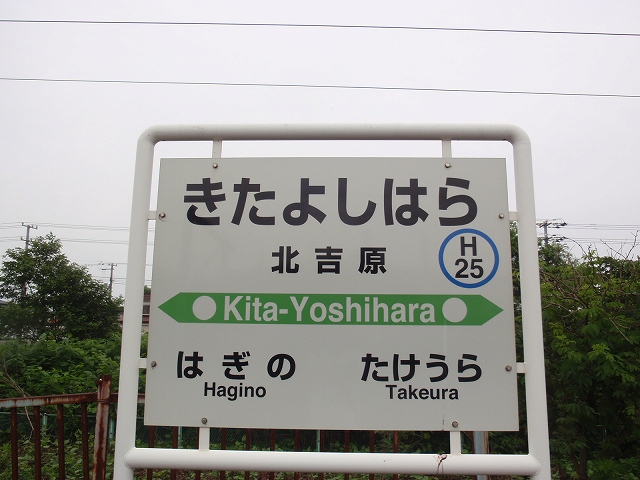 きたよしはら
北吉原
H
25
Kita-Yoshihara
はぎの たけうら
Hagino Takeura